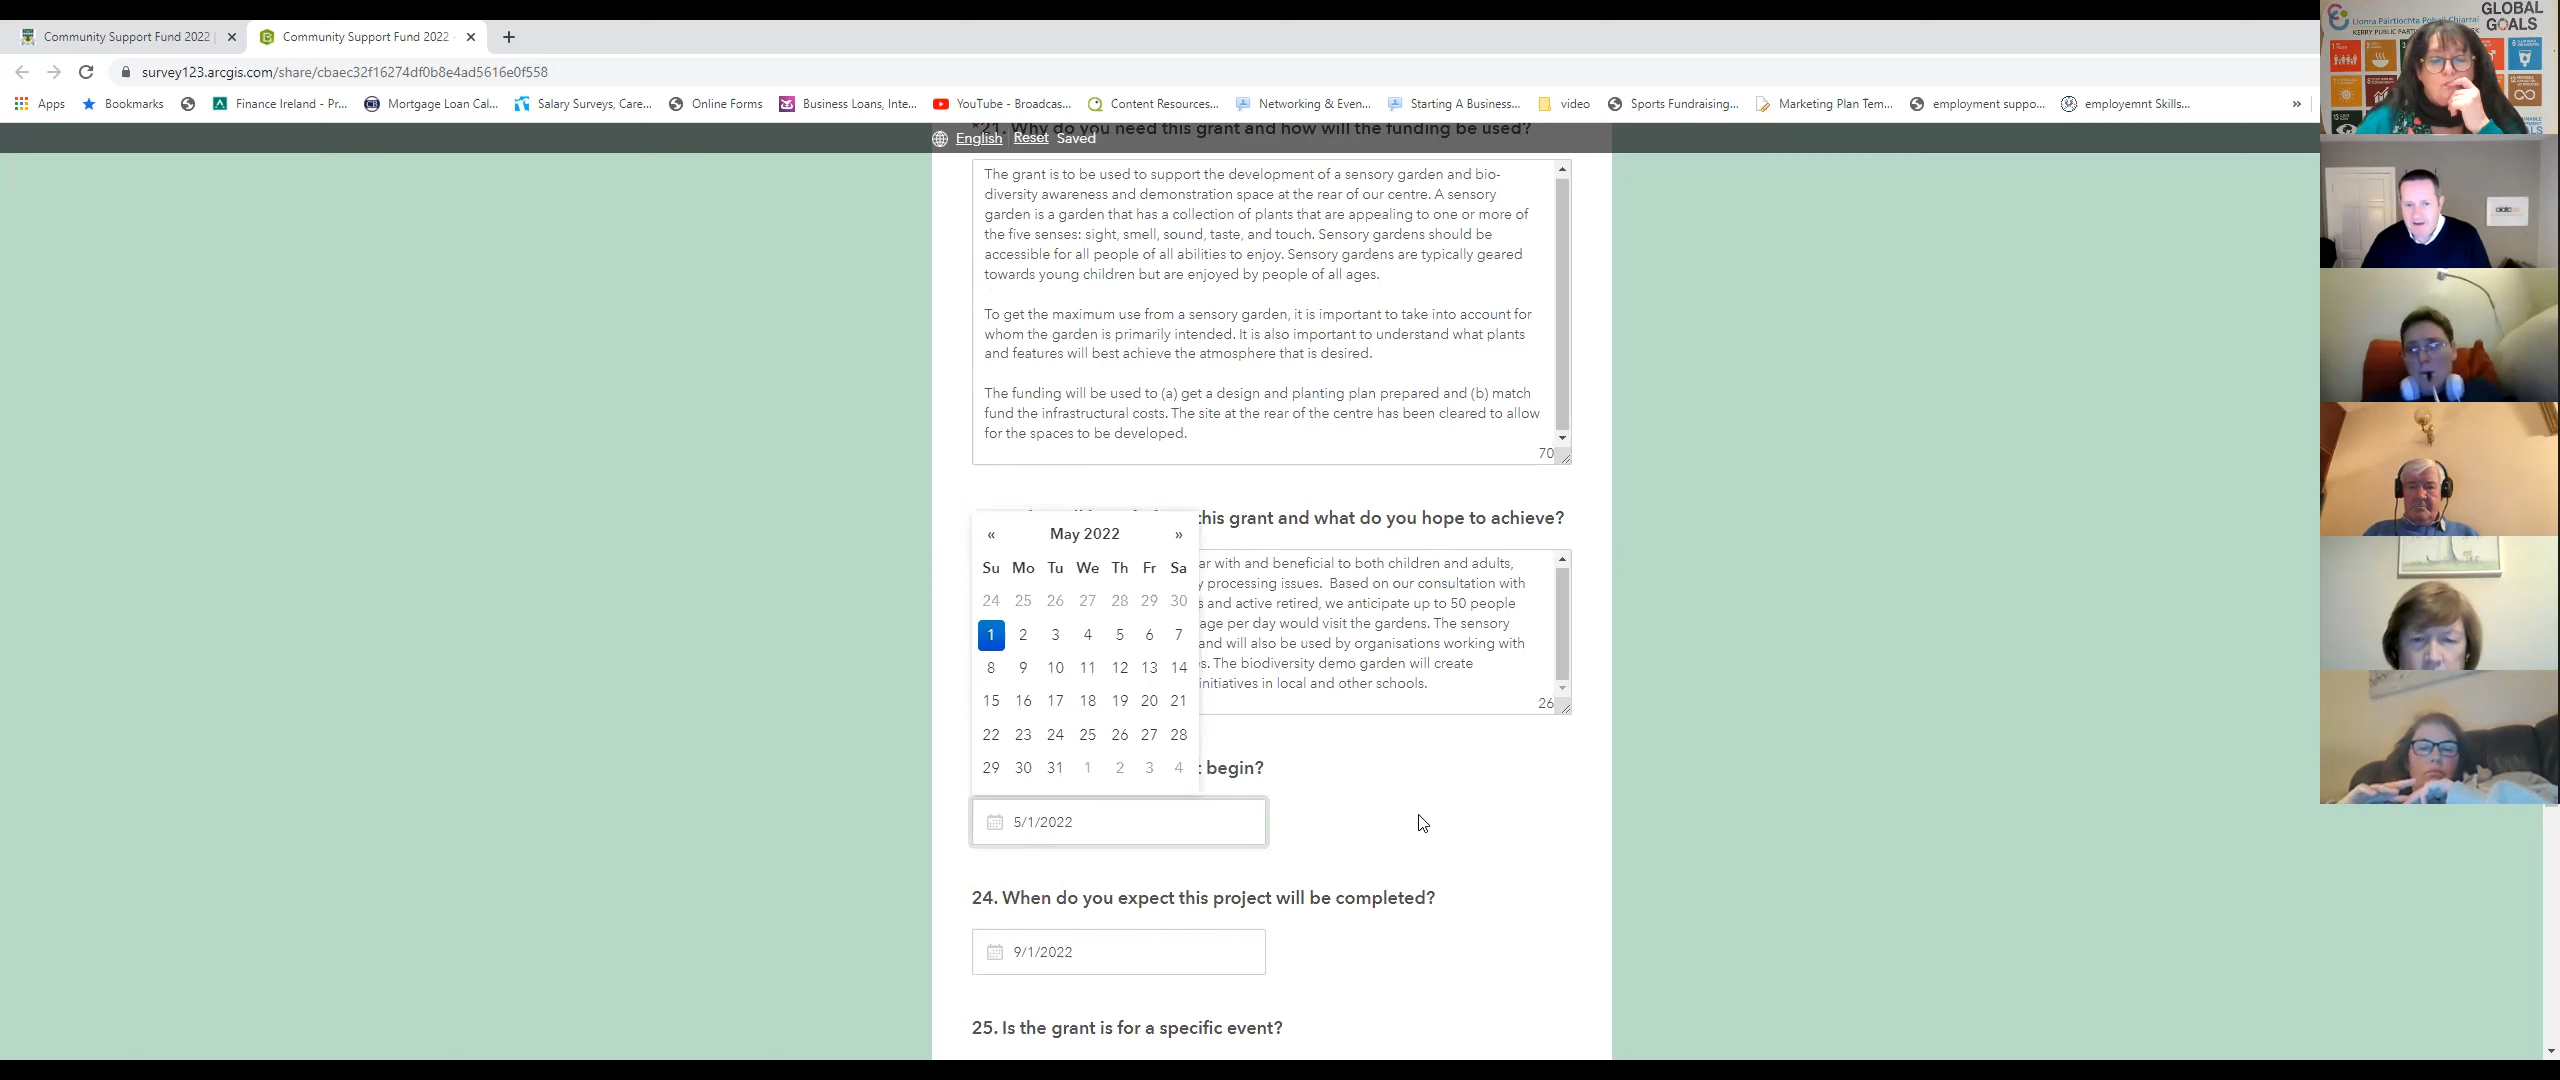 Community Support Fund 2022
Community Support Fund 2022
survey123.arcgis.com/share/cbaec32f16274df0b8e4ad5616e0f558
Apps Bookmarks Finance Ireland - Pr... Mortgage Loan Cal... Salary Surveys, Care... Online Forms Business Loans, Inte... YouTube - Broadcas... Content Resources... Networking & Even... Starting A Business... video Sports Fundraising... Marketing Plan Tem... employment suppo... employemnt Skills... »
*21. Why do you need this grant and how will the funding be used?
English Reset Saved
The grant is to be used to support the development of a sensory garden and bio-
diversity awareness and demonstration space at the rear of our centre. A sensory
garden is a garden that has a collection of plants that are appealing to one or more of
the five senses: sight, smell, sound, taste, and touch. Sensory gardens should be
accessible for all people of all abilities to enjoy. Sensory gardens are typically geared
towards young children but are enjoyed by people of all ages.
To get the maximum use from a sensory garden, it is important to take into account for
whom the garden is primarily intended. It is also important to understand what plants
and features will best achieve the atmosphere that is desired.
The funding will be used to (a) get a design and planting plan prepared and (b) match
fund the infrastructural costs. The site at the rear of the centre has been cleared to allow
for the spaces to be developed.
70
this grant and what do you hope to achieve?
with and beneficial to both children and adults,
processing issues. Based on our consultation with
and active retired, we anticipate up to 50 people
per day would visit the gardens. The sensory
and will also be used by organisations working with
The biodiversity demo garden will create
initiatives in local and other schools.
26
« May 2022 »
Su Mo Tu We Th Fr Sa
24 25 26 27 28 29 30
1 2 3 4 5 6 7
8 9 10 11 12 13 14
15 16 17 18 19 20 21
22 23 24 25 26 27 28
29 30 31 1 2 3 4
begin?
5/1/2022
24. When do you expect this project will be completed?
9/1/2022
25. Is the grant is for a specific event?
GLOBAL
GOALS